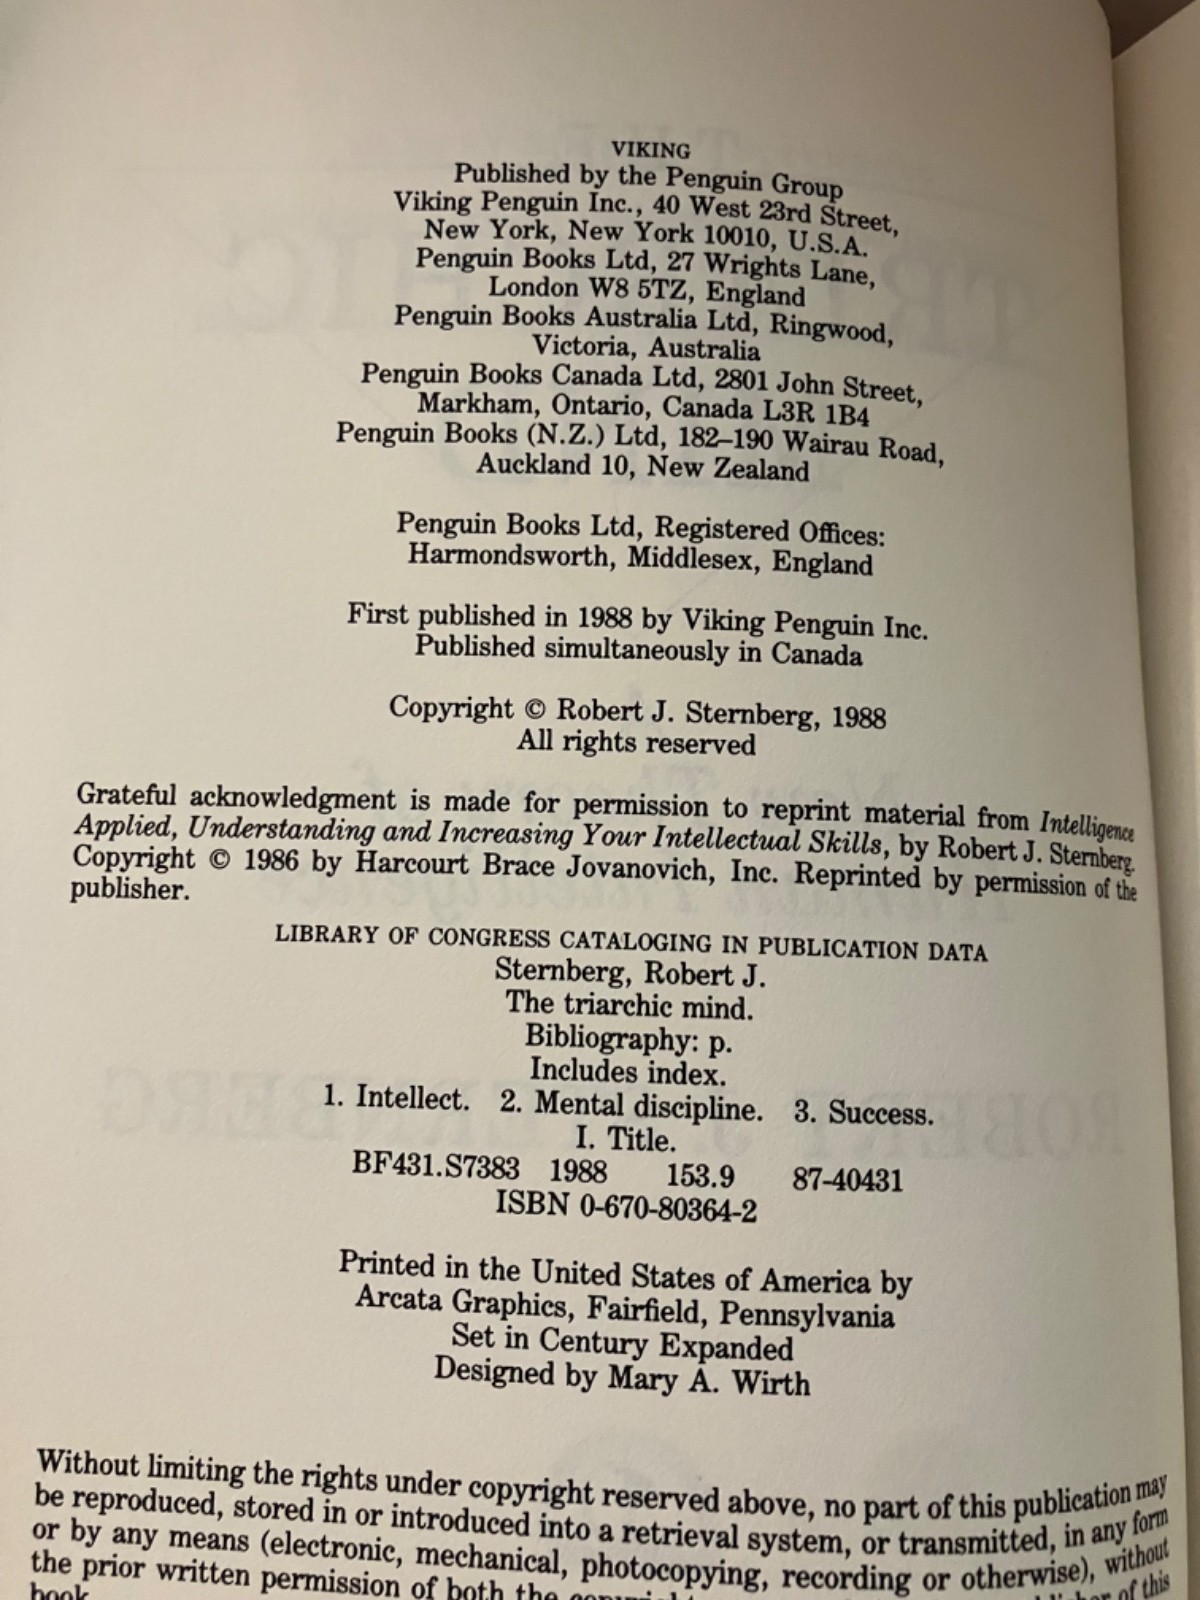 VIKING
Published by the Penguin Group
Viking Penguin Inc., 40 West 23rd Street,
New York, New York 10010, U.S.A.
Penguin Books Ltd, 27 Wrights Lane,
London W8 5TZ, England
Penguin Books Australia Ltd, Ringwood,
Victoria, Australia
Penguin Books Canada Ltd, 2801 John Street,
Markham, Ontario, Canada L3R 1B4
Penguin Books (N.Z.) Ltd, 182–190 Wairau Road,
Auckland 10, New Zealand
Penguin Books Ltd, Registered Offices:
Harmondsworth, Middlesex, England
First published in 1988 by Viking Penguin Inc.
Published simultaneously in Canada
Copyright © Robert J. Sternberg, 1988
All rights reserved
Grateful acknowledgment is made for permission to reprint material from Intelligence
Applied, Understanding and Increasing Your Intellectual Skills, by Robert J. Sternberg.
Copyright © 1986 by Harcourt Brace Jovanovich, Inc. Reprinted by permission of the
publisher.
LIBRARY OF CONGRESS CATALOGING IN PUBLICATION DATA
Sternberg, Robert J.
The triarchic mind.
Bibliography: p.
Includes index.
1. Intellect. 2. Mental discipline. 3. Success.
I. Title.
BF431.S7383 1988 153.9 87-40431
ISBN 0-670-80364-2
Printed in the United States of America by
Arcata Graphics, Fairfield, Pennsylvania
Set in Century Expanded
Designed by Mary A. Wirth
Without limiting the rights under copyright reserved above, no part of this publication may
be reproduced, stored in or introduced into a retrieval system, or transmitted, in any form
or by any means (electronic, mechanical, photocopying, recording or otherwise), without
the prior written permission of both the of this
book